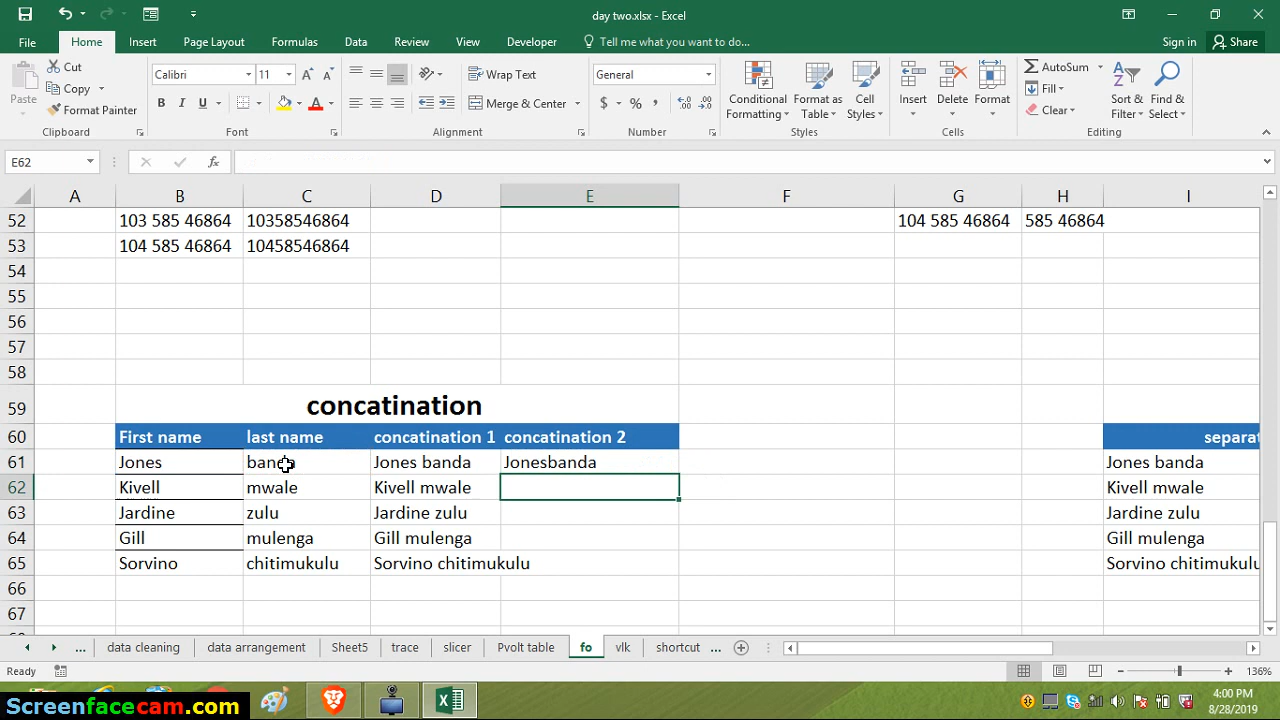 day two.xlsx - Excel
File Home Insert Page Layout Formulas Data Review View Developer Tell me what you want to do... Sign in Share
Cut
Copy
Format Painter
Paste
Clipboard
Calibri 11
B I U
Font
Wrap Text
Merge & Center
Alignment
General
$ % ,
Number
Conditional Formatting
Format as Table
Cell Styles
Styles
Insert Delete Format
Cells
AutoSum
Fill
Clear
Sort & Filter
Find & Select
Editing
E62 fx
A B C D E F G H I
52 103 585 46864 10358546864 104 585 46864 585 46864
53 104 585 46864 10458546864
54
55
56
57
58
59 concatination
60 First name last name concatination 1 concatination 2 separat
61 Jones banda Jones banda Jonesbanda Jones banda
62 Kivell mwale Kivell mwale Kivell mwale
63 Jardine zulu Jardine zulu Jardine zulu
64 Gill mulenga Gill mulenga Gill mulenga
65 Sorvino chitimukulu Sorvino chitimukulu Sorvino chitimukulu
66
67
... data cleaning data arrangement Sheet5 trace slicer Pvolt table fo vlk shortcut ...
Ready 136%
Screenfacecam.com
4:00 PM
8/28/2019